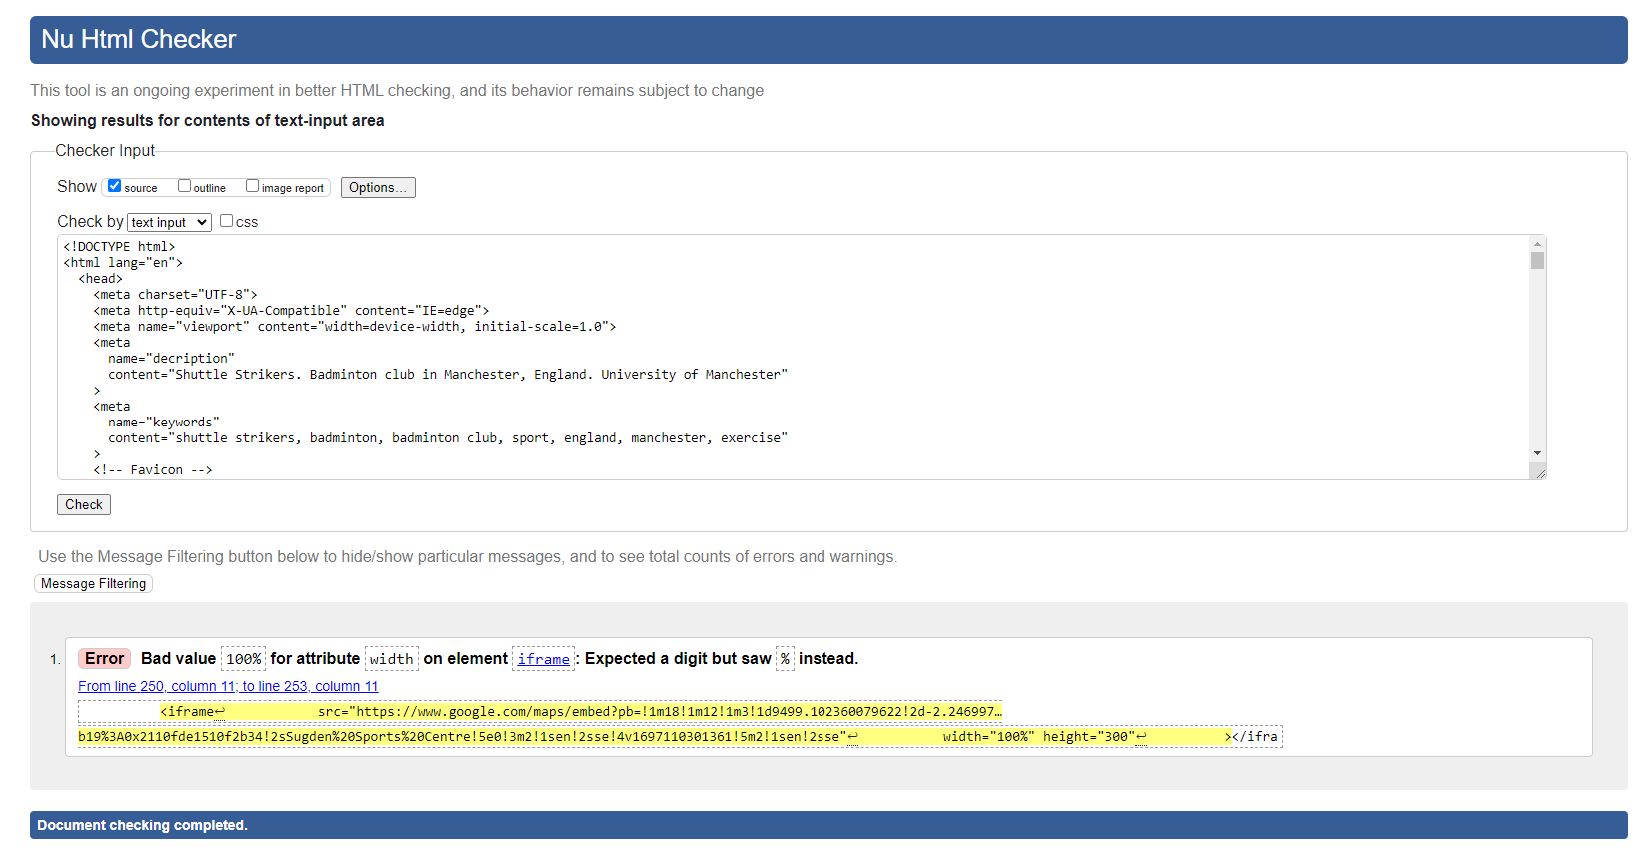 Nu Html Checker
This tool is an ongoing experiment in better HTML checking, and its behavior remains subject to change
Showing results for contents of text-input area
Checker Input
Show source outline image report Options...
Check by text input css
<!DOCTYPE html>
<html lang="en">
<head>
<meta charset="UTF-8">
<meta http-equiv="X-UA-Compatible" content="IE=edge">
<meta name="viewport" content="width=device-width, initial-scale=1.0">
<meta
name="decription"
content="Shuttle Strikers. Badminton club in Manchester, England. University of Manchester"
>
<meta
name="keywords"
content="shuttle strikers, badminton, badminton club, sport, england, manchester, exercise"
>
<!-- Favicon -->
Check
Use the Message Filtering button below to hide/show particular messages, and to see total counts of errors and warnings.
Message Filtering
1. Error Bad value 100% for attribute width on element iframe: Expected a digit but saw % instead.
From line 250, column 11; to line 253, column 11
<iframe↩ src="https://www.google.com/maps/embed?pb=!1m18!1m12!1m3!1d9499.102360079622!2d-2.246997…
b19%3A0x2110fde1510f2b34!2sSugden%20Sports%20Centre!5e0!3m2!1sen!2sse!4v1697110301361!5m2!1sen!2sse"↩ width="100%" height="300"↩ ></ifra
Document checking completed.